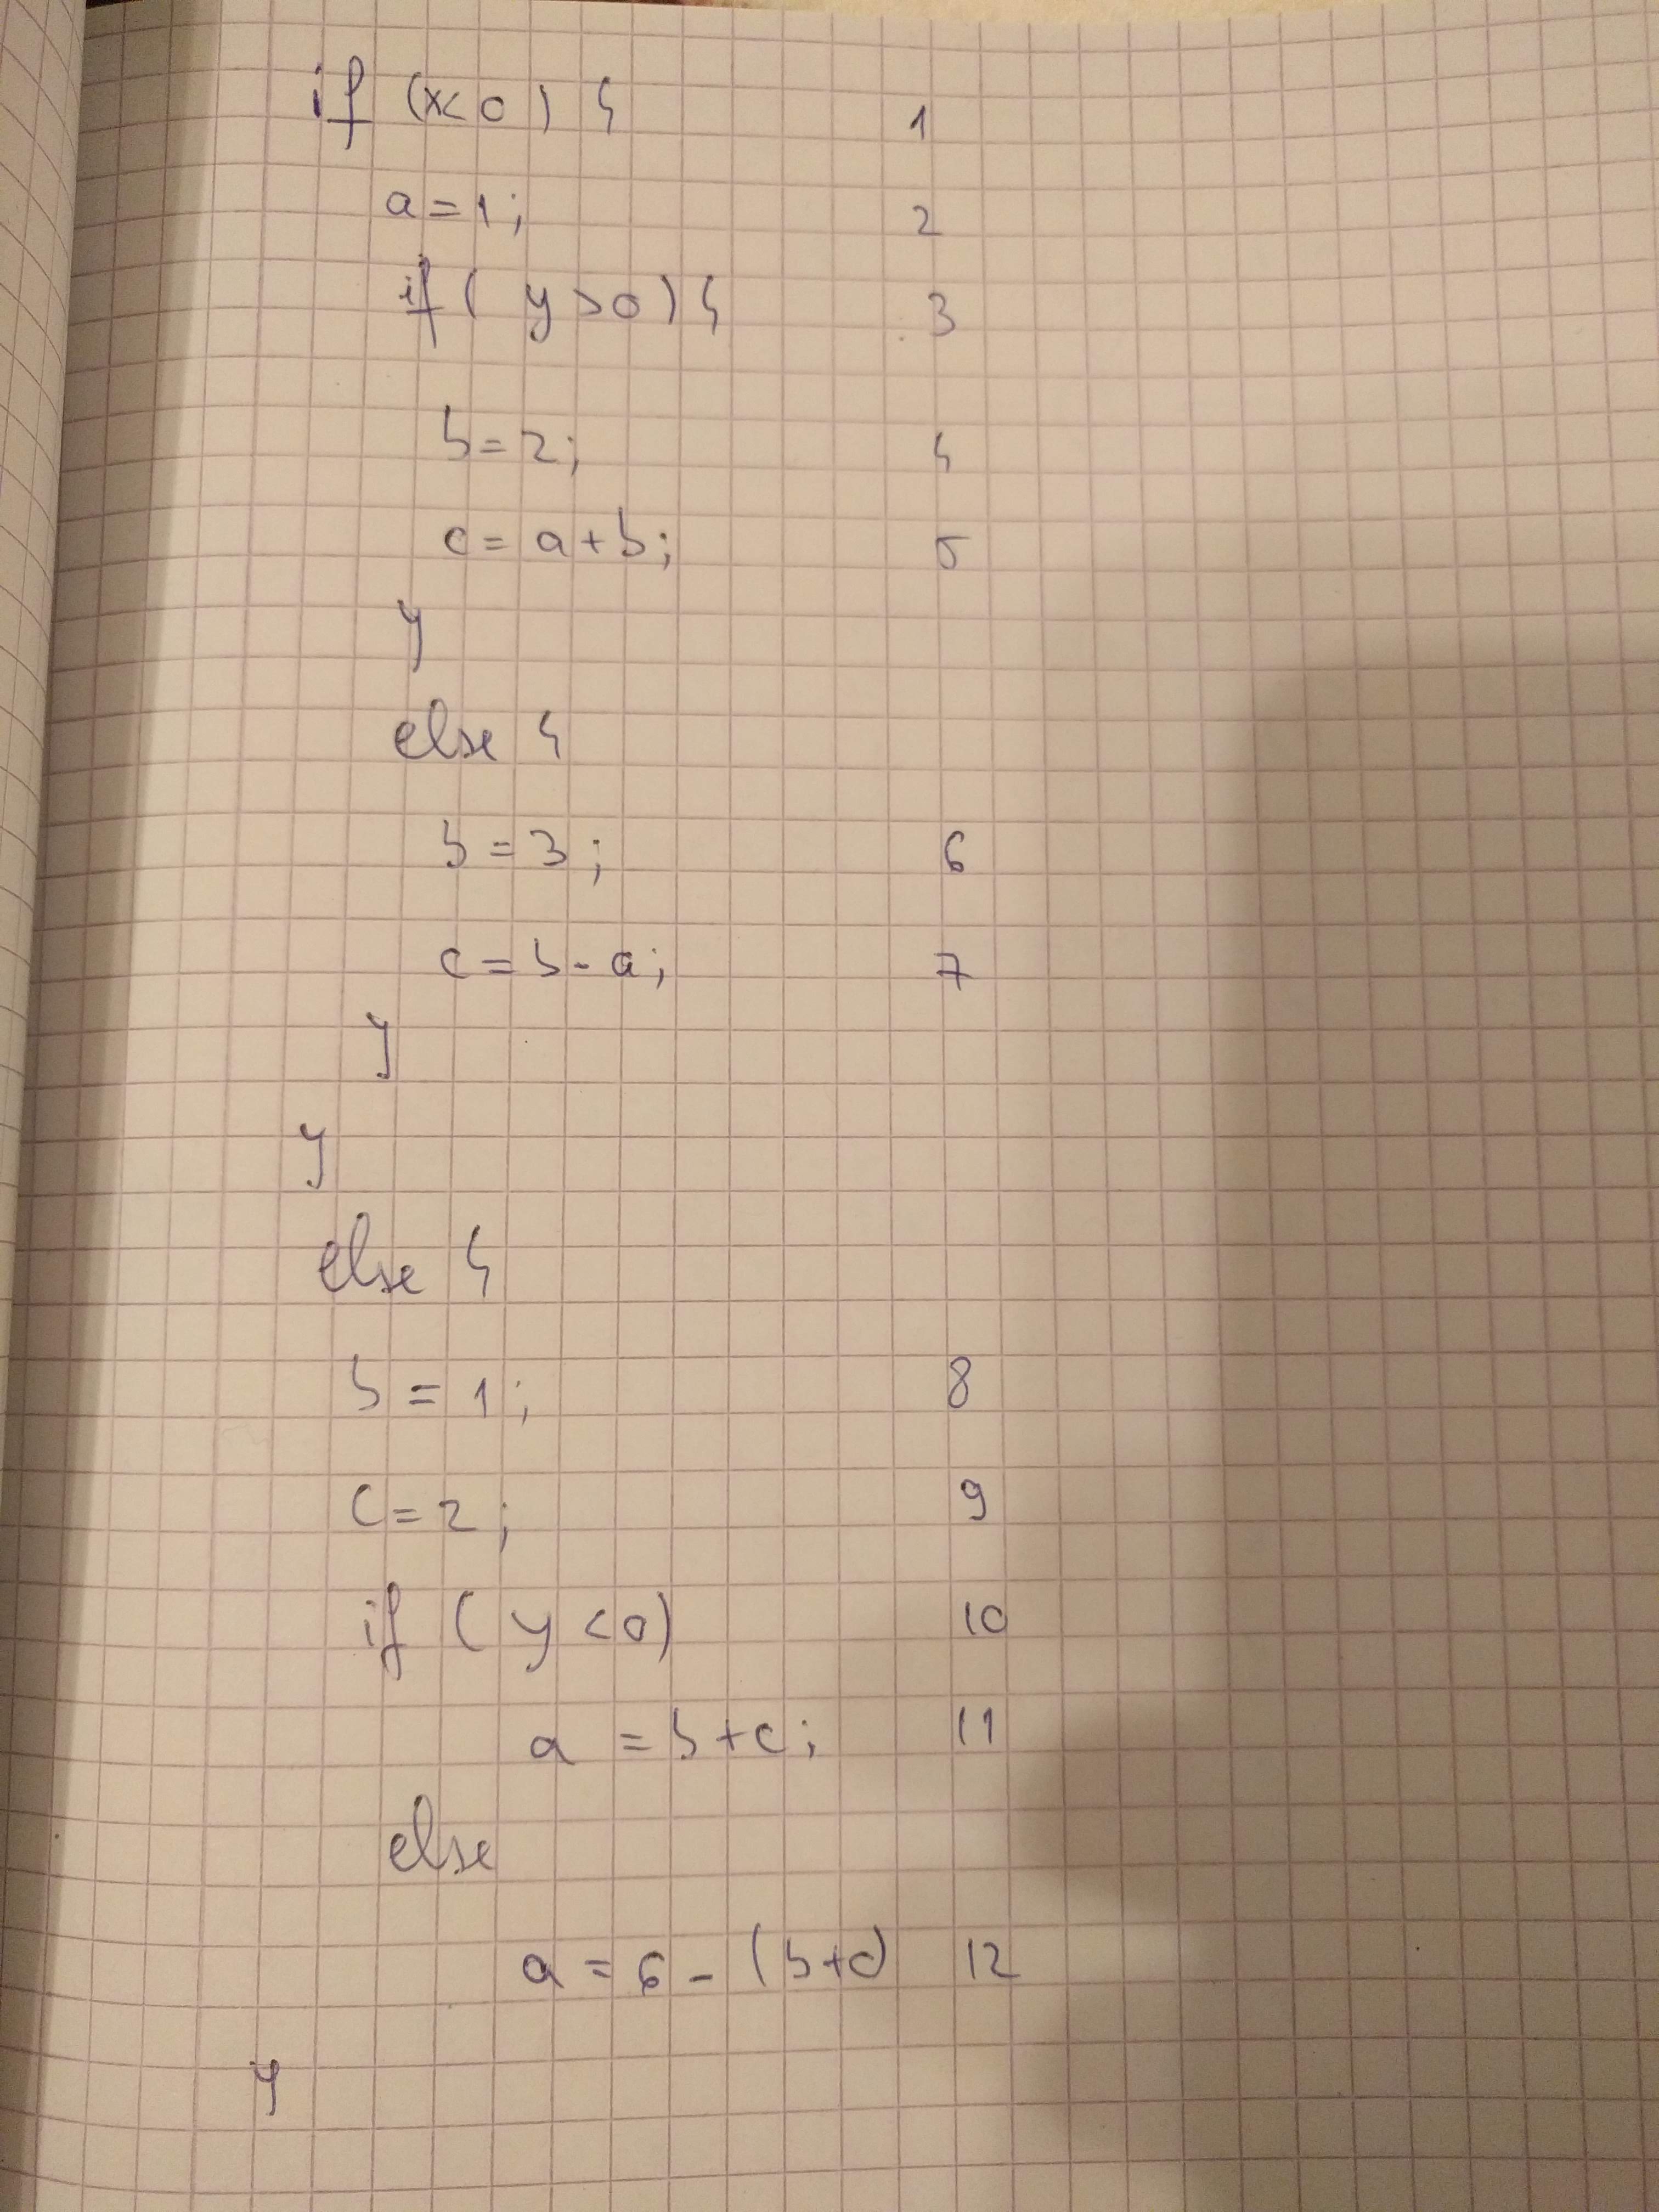 if (x<0) { 1
a=1; 2
if ( y>0) { 3
b=2; 4
c= a+b; 5
}
else {
b=3; 6
c=b-a; 7
}
}
else {
b=1; 8
c=2; 9
if ( y<0) 10
a =b+c; 11
else
a=6-(b+c) 12
}